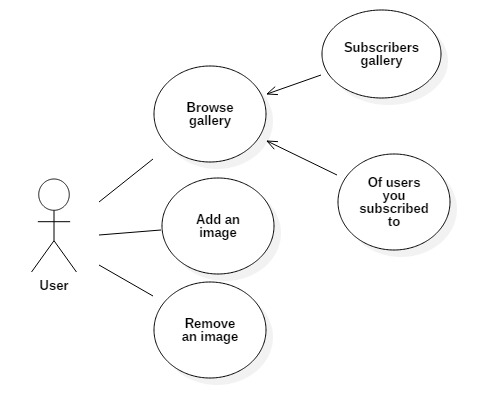 Subscribers
gallery
Browse
gallery
Of users
you
subscribed
to
Add an
image
User
Remove
an image